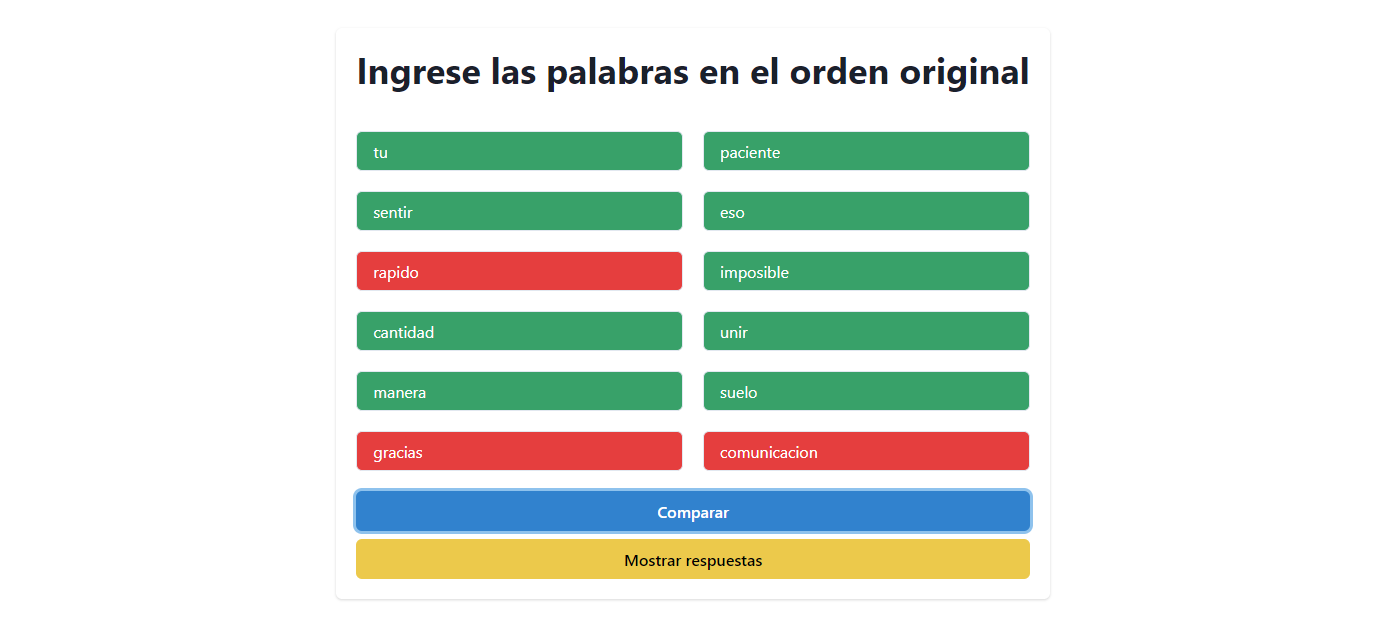 Ingrese las palabras en el orden original
tu
paciente
sentir
eso
rapido
imposible
cantidad
unir
manera
suelo
gracias
comunicacion
Comparar
Mostrar respuestas